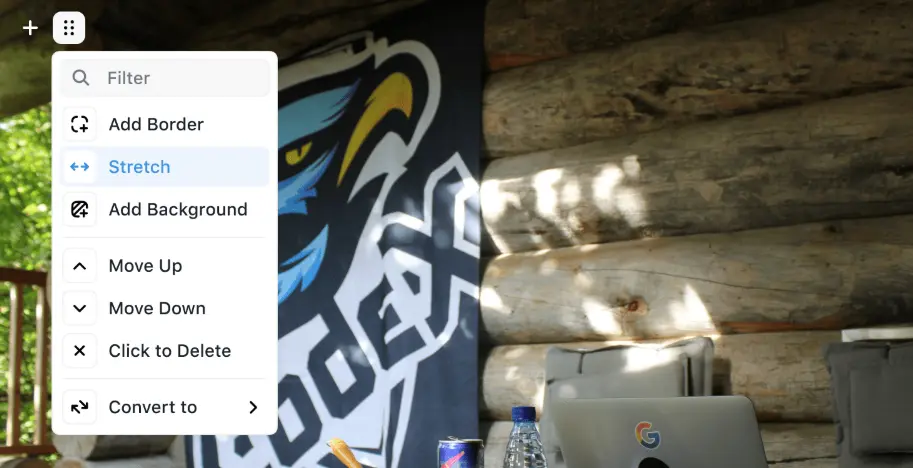 Filter
Add Border
Stretch
Add Background
Move Up
Move Down
Click to Delete
Convert to
G